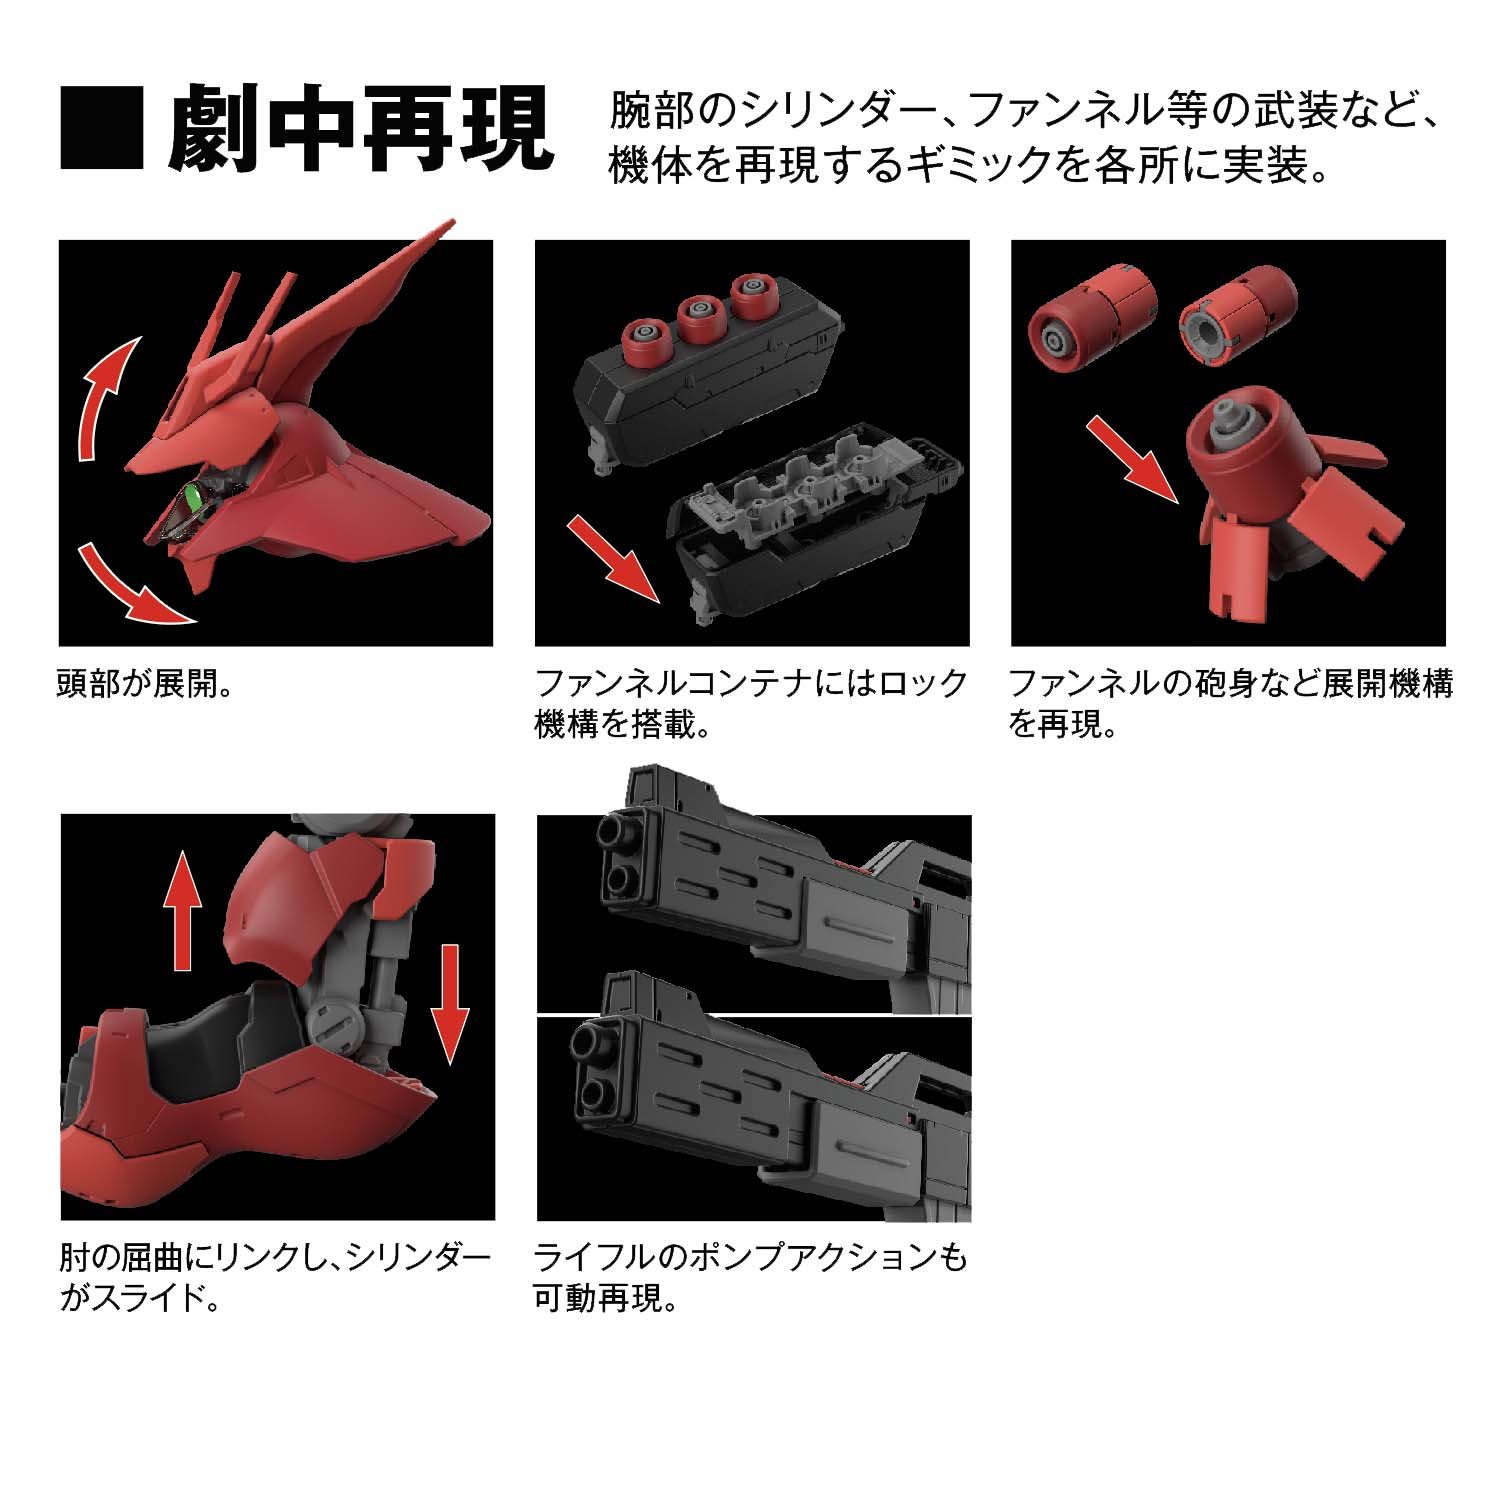 ■劇中再現
腕部のシリンダー、ファンネル等の武装など、
機体を再現するギミックを各所に実装。
頭部が展開。
ファンネルコンテナにはロック
機構を搭載。
ファンネルの砲身など展開機構
を再現。
肘の屈曲にリンクし、シリンダー
がスライド。
ライフルのポンプアクションも
可動再現。